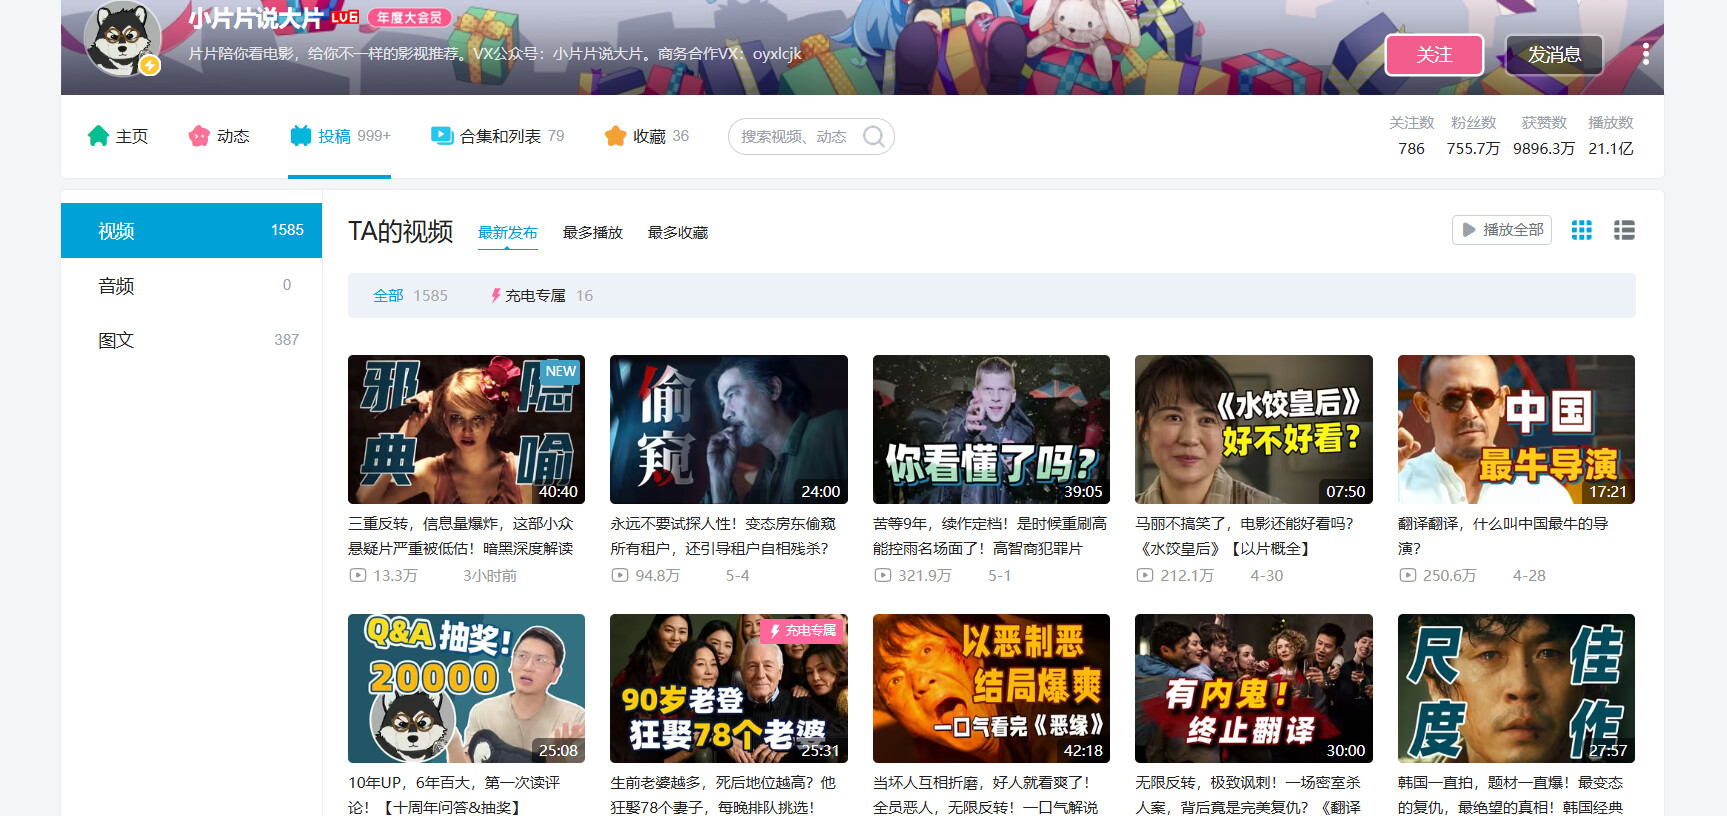 小片片说大片 LV6 年度大会员
片片陪你看电影，给你不一样的影视推荐。VX公众号：小片片说大片。商务合作VX：oyxlcjk
关注 发消息
主页 动态 投稿 999+ 合集和列表 79 收藏 36 搜索视频、动态
关注数 粉丝数 获赞数 播放数
786 755.7万 9896.3万 21.1亿
视频 1585
音频 0
图文 387
TA的视频 最新发布 最多播放 最多收藏 播放全部
全部 1585 充电专属 16
邪典 隐喻
NEW
40:40
三重反转，信息量爆炸，这部小众
悬疑片严重被低估！暗黑深度解读
13.3万 3小时前
偷窥
24:00
永远不要试探人性！变态房东偷窥
所有租户，还引导租户自相残杀？
94.8万 5-4
你看懂了吗？
39:05
苦等9年，续作定档！是时候重刷高
能控雨名场面了！高智商犯罪片
321.9万 5-1
《水饺皇后》
好不好看？
07:50
马丽不搞笑了，电影还能好看吗？
《水饺皇后》【以片概全】
212.1万 4-30
中国
最牛导演
17:21
翻译翻译，什么叫中国最牛的导
演？
250.6万 4-28
Q&A 抽奖！
20000
25:08
10年UP，6年百大，第一次读评
论！【十周年问答&抽奖】
充电专属
90岁老登
狂娶78个老婆
25:31
生前老婆越多，死后地位越高？他
狂娶78个妻子，每晚排队挑选！
以恶制恶
结局爆爽
一口气看完《恶缘》
42:18
当坏人互相折磨，好人就看爽了！
全员恶人，无限反转！一口气解说
有内鬼！
终止翻译
30:00
无限反转，极致讽刺！一场密室杀
人案，背后竟是完美复仇？《翻译
尺度 佳作
27:57
韩国一直拍，题材一直爆！最变态
的复仇，最绝望的真相！韩国经典